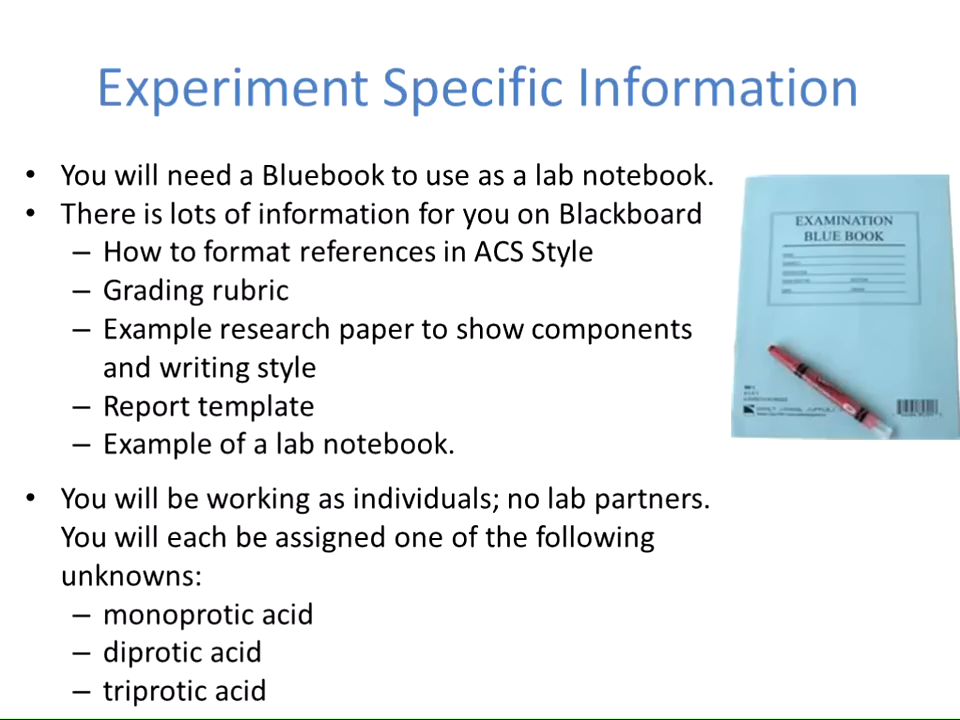 Experiment Specific Information
• You will need a Bluebook to use as a lab notebook.
• There is lots of information for you on Blackboard
– How to format references in ACS Style
– Grading rubric
– Example research paper to show components
and writing style
– Report template
– Example of a lab notebook.
• You will be working as individuals; no lab partners.
You will each be assigned one of the following
unknowns:
– monoprotic acid
– diprotic acid
– triprotic acid
EXAMINATION
BLUE BOOK